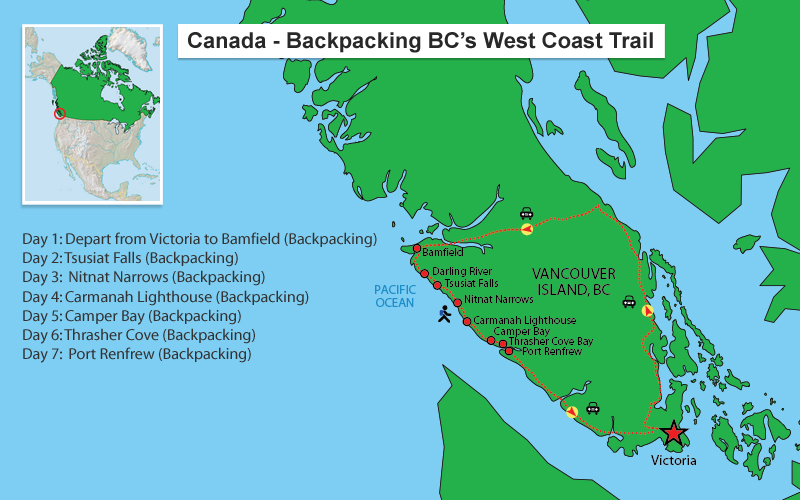 Canada - Backpacking BC's West Coast Trail
Day 1: Depart from Victoria to Bamfield (Backpacking)
Day 2: Tsusiat Falls (Backpacking)
Day 3: Nitnat Narrows (Backpacking)
Day 4: Carmanah Lighthouse (Backpacking)
Day 5: Camper Bay (Backpacking)
Day 6: Thrasher Cove (Backpacking)
Day 7: Port Renfrew (Backpacking)
Bamfield
Darling River
Tsusiat Falls
Nitnat Narrows
Carmanah Lighthouse
Camper Bay
Thrasher Cove Bay
Port Renfrew
PACIFIC
OCEAN
VANCOUVER
ISLAND, BC
Victoria